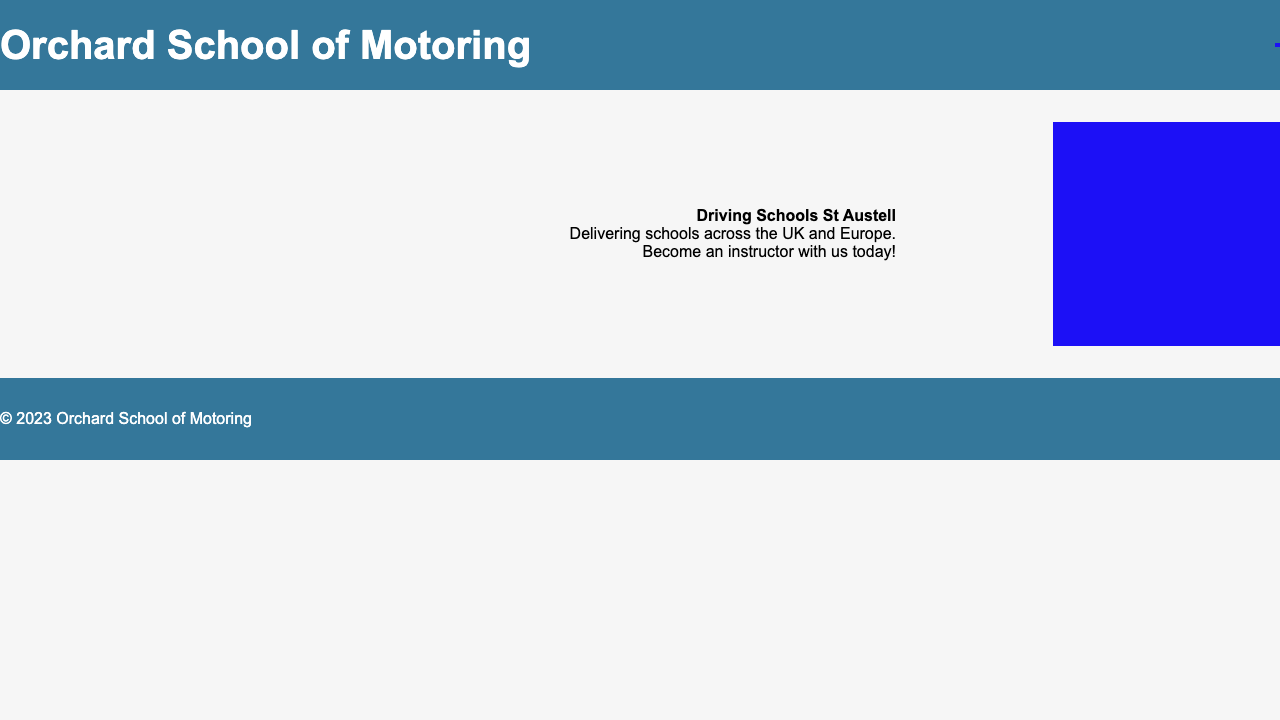 Orchard School of Motoring
Driving Schools St Austell
Delivering schools across the UK and Europe.
Become an instructor with us today!
© 2023 Orchard School of Motoring